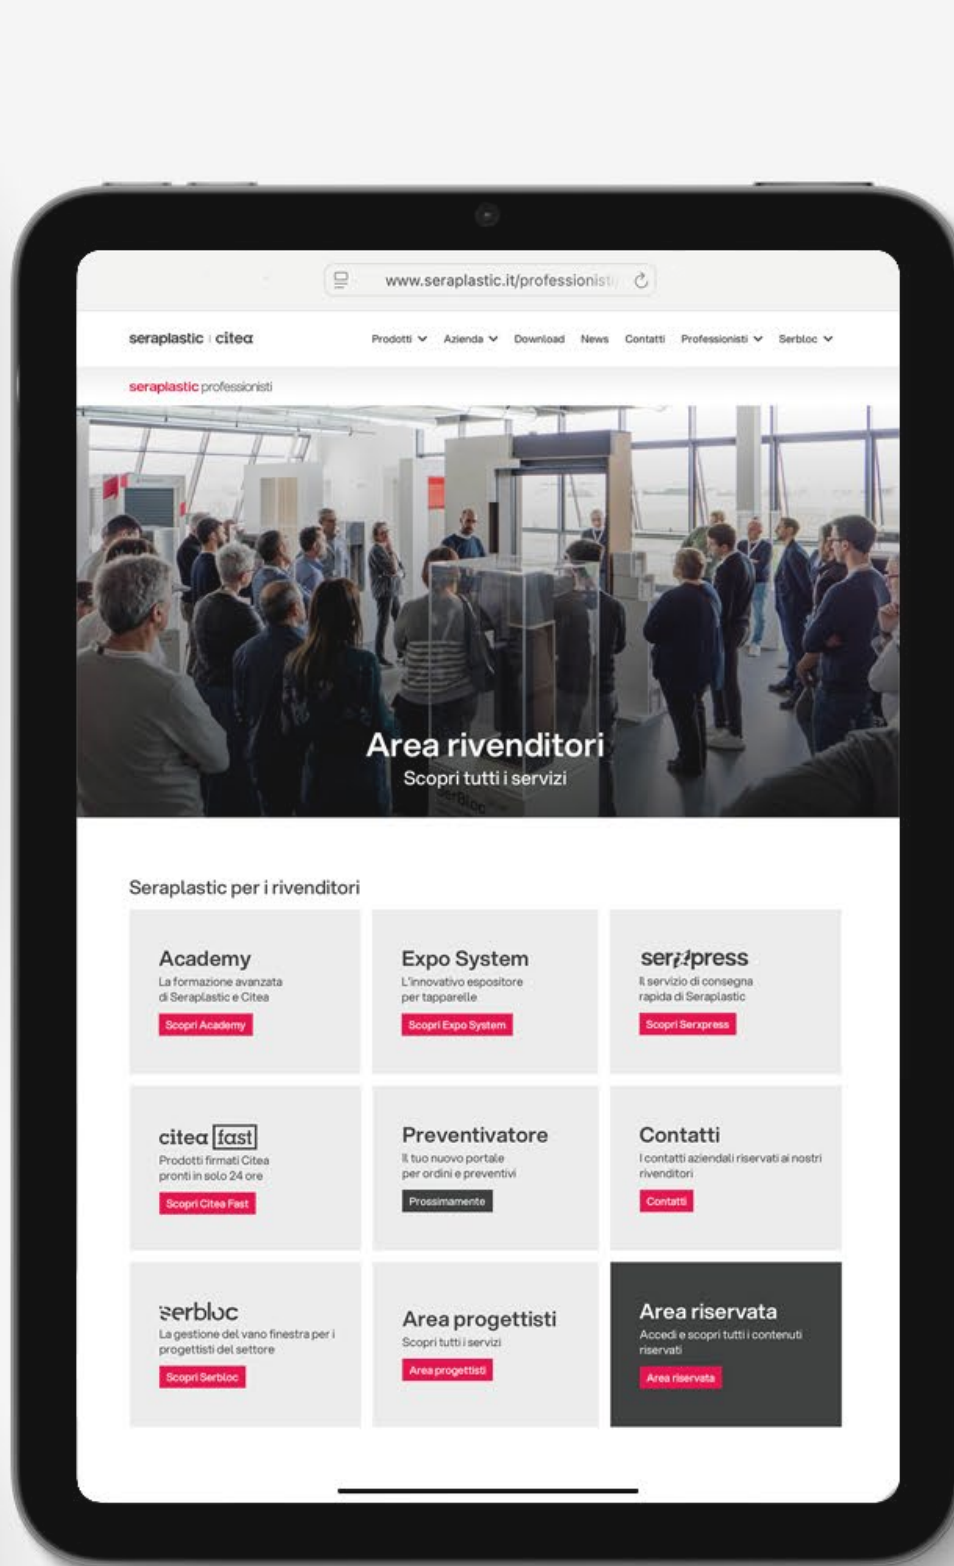 www.seraplastic.it/professionisti/
seraplastic | citea
Prodotti Azienda Download News Contatti Professionisti Serbloc
seraplastic professionisti
serBloc
Area rivenditori
Scopri tutti i servizi
Seraplastic per i rivenditori
Academy
La formazione avanzata
di Seraplastic e Citea
Scopri Academy
Expo System
L'innovativo espositore
per tapparelle
Scopri Expo System
serxpress
Il servizio di consegna
rapida di Seraplastic
Scopri Serxpress
citea fast
Prodotti firmati Citea
pronti in solo 24 ore
Scopri Citea Fast
Preventivatore
Il tuo nuovo portale
per ordini e preventivi
Prossimamente
Contatti
I contatti aziendali riservati ai nostri
rivenditori
Contatti
serbloc
La gestione del vano finestra per i
progettisti del settore
Scopri Serbloc
Area progettisti
Scopri tutti i servizi
Area progettisti
Area riservata
Accedi e scopri tutti i contenuti
riservati
Area riservata